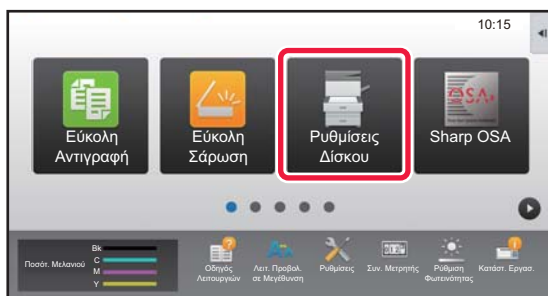 10:15
Εύκολη
Αντιγραφή
Εύκολη
Σάρωση
Ρυθμίσεις
Δίσκου
OSA
Sharp OSA
Ποσότ. Μελανιού
Bk
C
M
Y
Οδηγός
Λειτουργιών
Λειτ. Προβολ.
σε Μεγέθυνση
Ρυθμίσεις
Συν. Μετρητής
Ρύθμιση
Φωτεινότητας
Κατάστ. Εργασ.